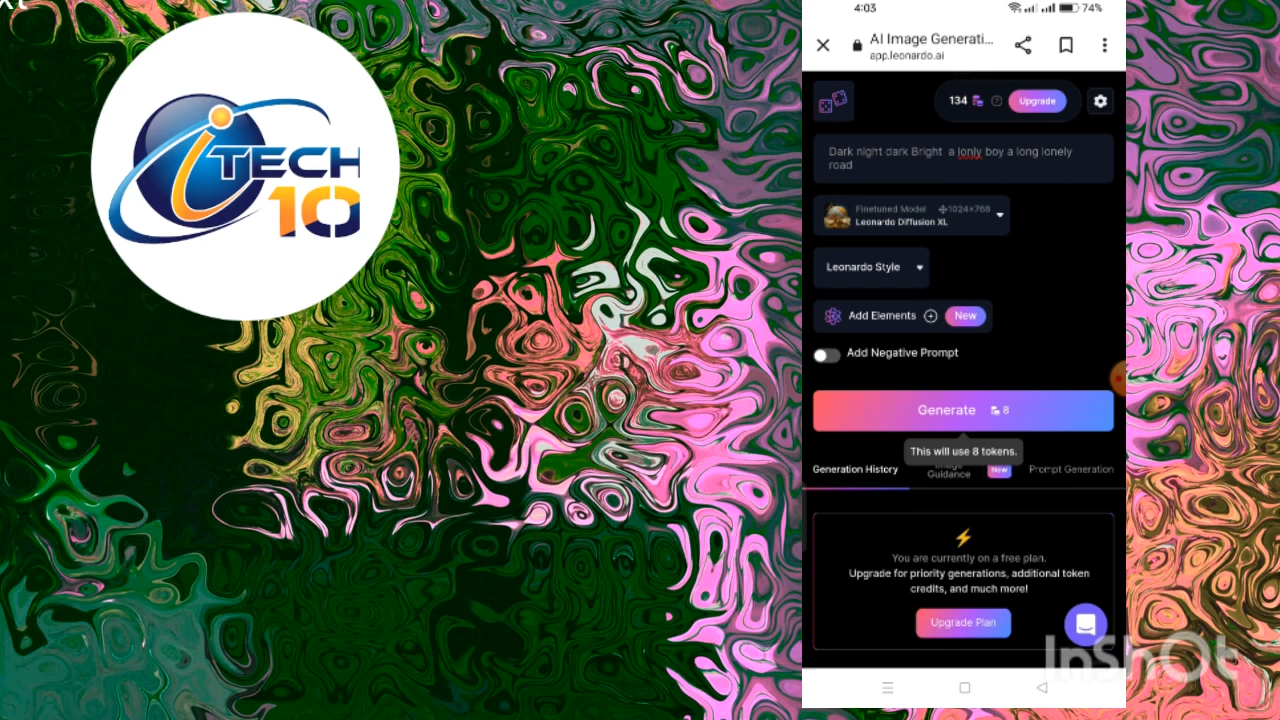 xt
iTECH
10
4:03
74%
AI Image Generati...
app.leonardo.ai
134
Upgrade
Dark night dark Bright a lonly boy a long lonely
road
Finetuned Model 1024×768
Leonardo Diffusion XL
Leonardo Style
Add Elements New
Add Negative Prompt
Generate 8
This will use 8 tokens.
Generation History
Image
Guidance
New
Prompt Generation
You are currently on a free plan.
Upgrade for priority generations, additional token
credits, and much more!
Upgrade Plan
InShOt